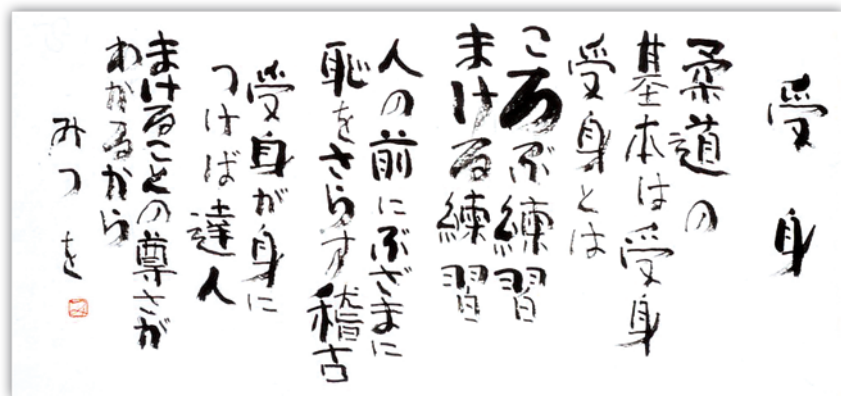 受身
柔道の
基本は受身
受身とは
ころぶ練習
まける練習
人の前にぶざまに
恥をさらす稽古
受身が身に
つけば達人
まけることの尊さが
わかるから
みつを